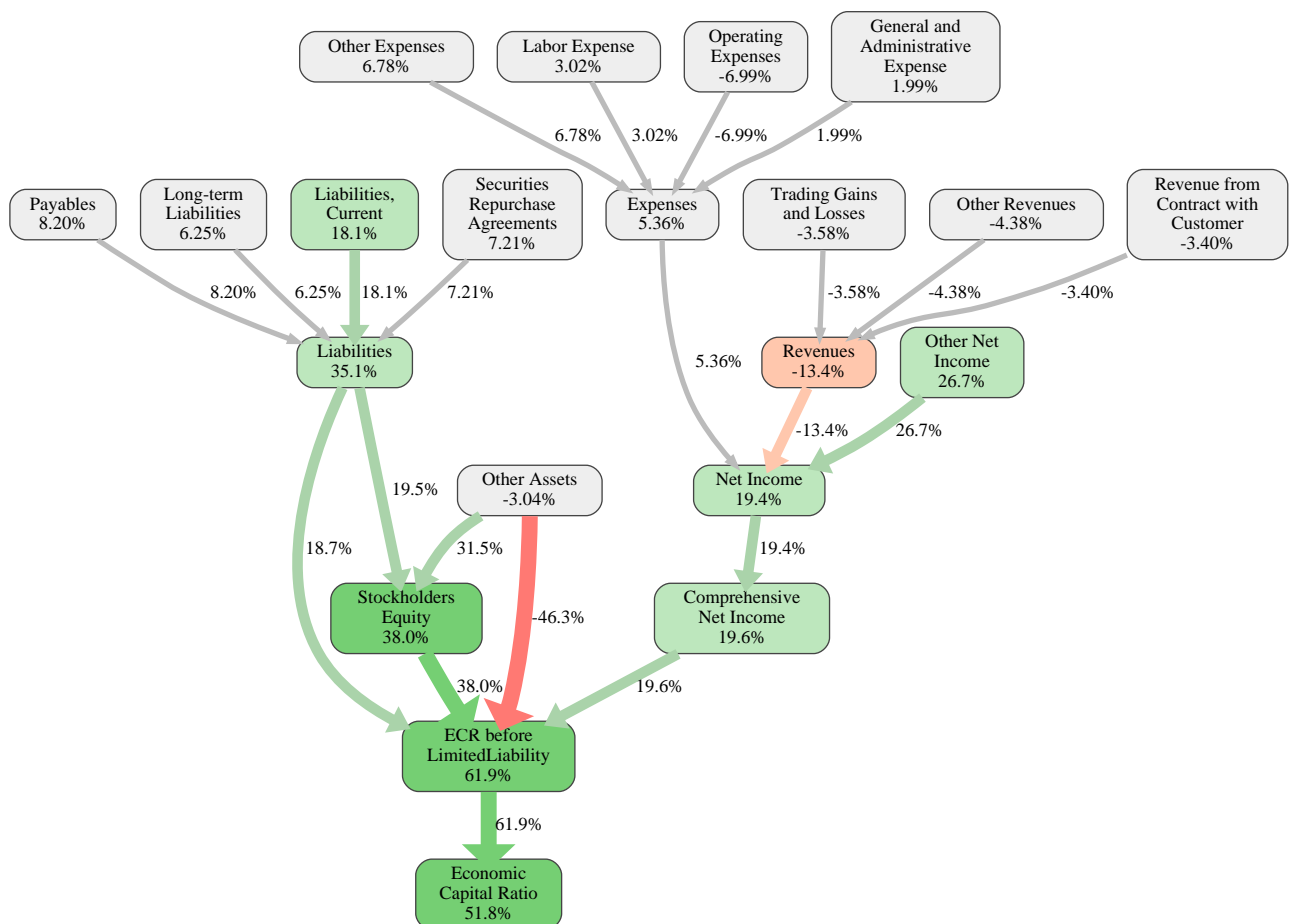 Other Expenses
6.78%
Labor Expense
3.02%
Operating
Expenses
-6.99%
General and
Administrative
Expense
1.99%
6.78%
3.02%
-6.99%
1.99%
Payables
8.20%
Long-term
Liabilities
6.25%
Liabilities,
Current
18.1%
Securities
Repurchase
Agreements
7.21%
Expenses
5.36%
Trading Gains
and Losses
-3.58%
Other Revenues
-4.38%
Revenue from
Contract with
Customer
-3.40%
8.20%
6.25%
18.1%
7.21%
-3.58%
-4.38%
-3.40%
Liabilities
35.1%
5.36%
Revenues
-13.4%
Other Net
Income
26.7%
-13.4%
26.7%
19.5%
Other Assets
-3.04%
Net Income
19.4%
18.7%
31.5%
19.4%
Stockholders
Equity
38.0%
-46.3%
Comprehensive
Net Income
19.6%
38.0%
19.6%
ECR before
LimitedLiability
61.9%
61.9%
Economic
Capital Ratio
51.8%